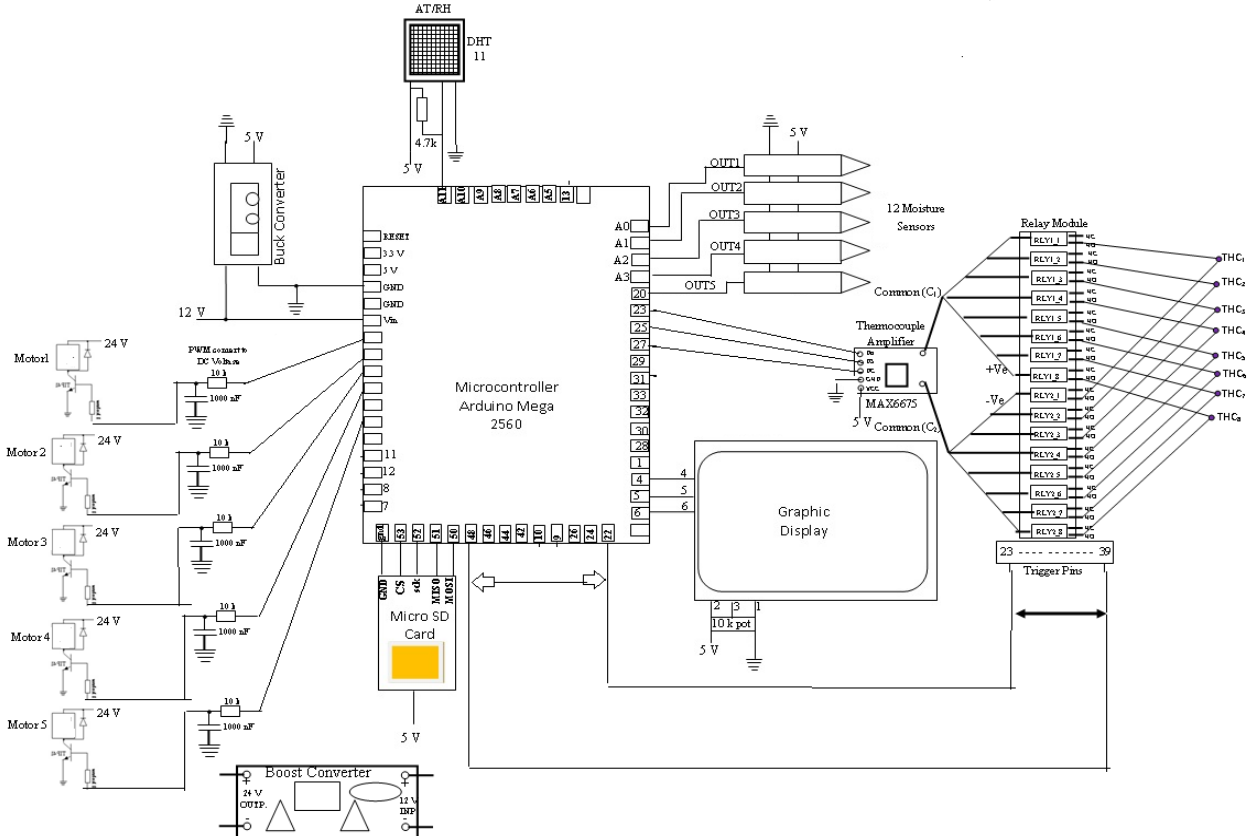 AT/RH
DHT
11
4.7k
5 V
5 V
Buck Converter
12 V
A11
A10
A9
A8
A7
A6
A5
13
RESET
3.3 V
5 V
GND
GND
Vin
11
12
8
7
Microcontroller
Arduino Mega
2560
A0
A1
A2
A3
20
23
25
27
29
31
33
32
30
28
1
4
5
6
gnd
53
52
51
50
48
46
44
42
10
9
26
24
22
OUT1
OUT2
OUT3
OUT4
OUT5
5 V
12 Moisture
Sensors
Common (C₁)
Thermocouple
Amplifier
GND
VCC
MAX6675
5 V
Common (C₂)
+Ve
-Ve
Relay Module
RLY1_1
RLY1_2
RLY1_3
RLY1_4
RLY1_5
RLY1_6
RLY1_7
RLY1_8
RLY2_1
RLY2_2
RLY2_3
RLY2_4
RLY2_5
RLY2_6
RLY2_7
RLY2_8
THC₁
THC₂
THC₃
THC₄
THC₅
THC₆
THC₇
THC₈
23 - - - - - - - - - - - 39
Trigger Pins
4
5
6
Graphic
Display
2
3
1
10 k pot
5 V
GND
CS
sdk
MISO
MOSI
Micro SD
Card
5 V
Motor1
24 V
PWM convert to
DC Voltage
10 k
1000 nF
Motor 2
24 V
10 k
1000 nF
Motor 3
24 V
10 k
1000 nF
Motor 4
24 V
10 k
1000 nF
Motor 5
24 V
10 k
1000 nF
Boost Converter
+
24 V
OUTP.
-
+
12 V
INP.
-